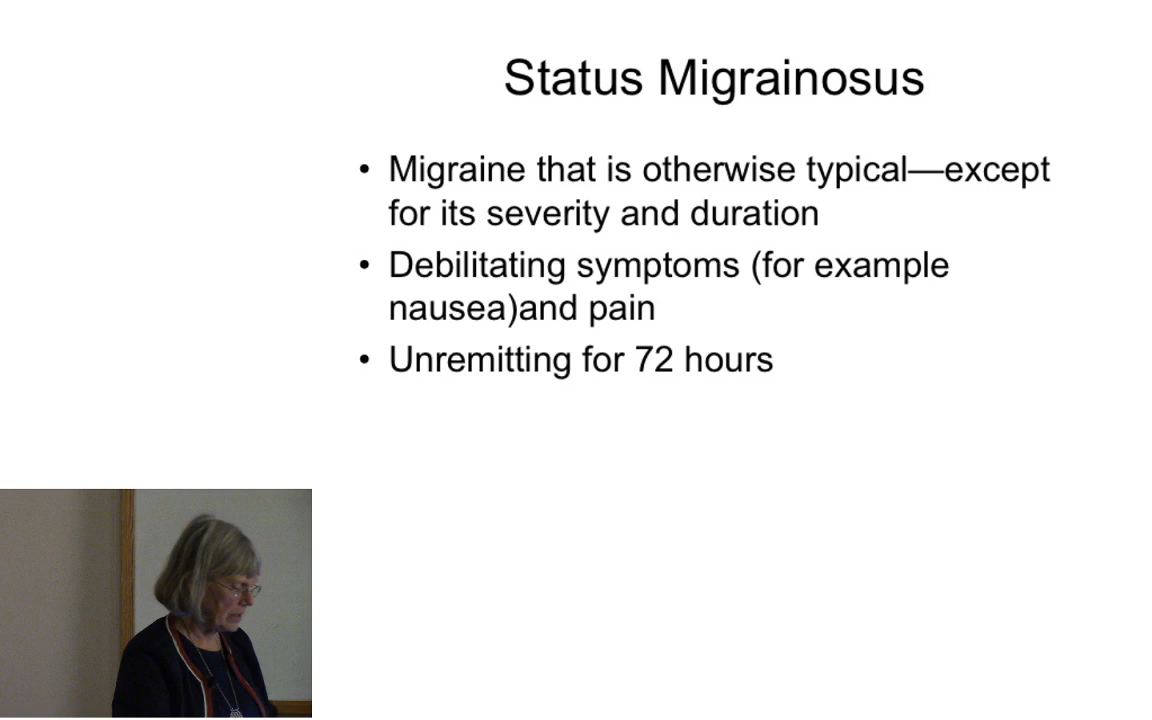 Status Migrainosus
• Migraine that is otherwise typical—except
for its severity and duration
• Debilitating symptoms (for example
nausea)and pain
• Unremitting for 72 hours